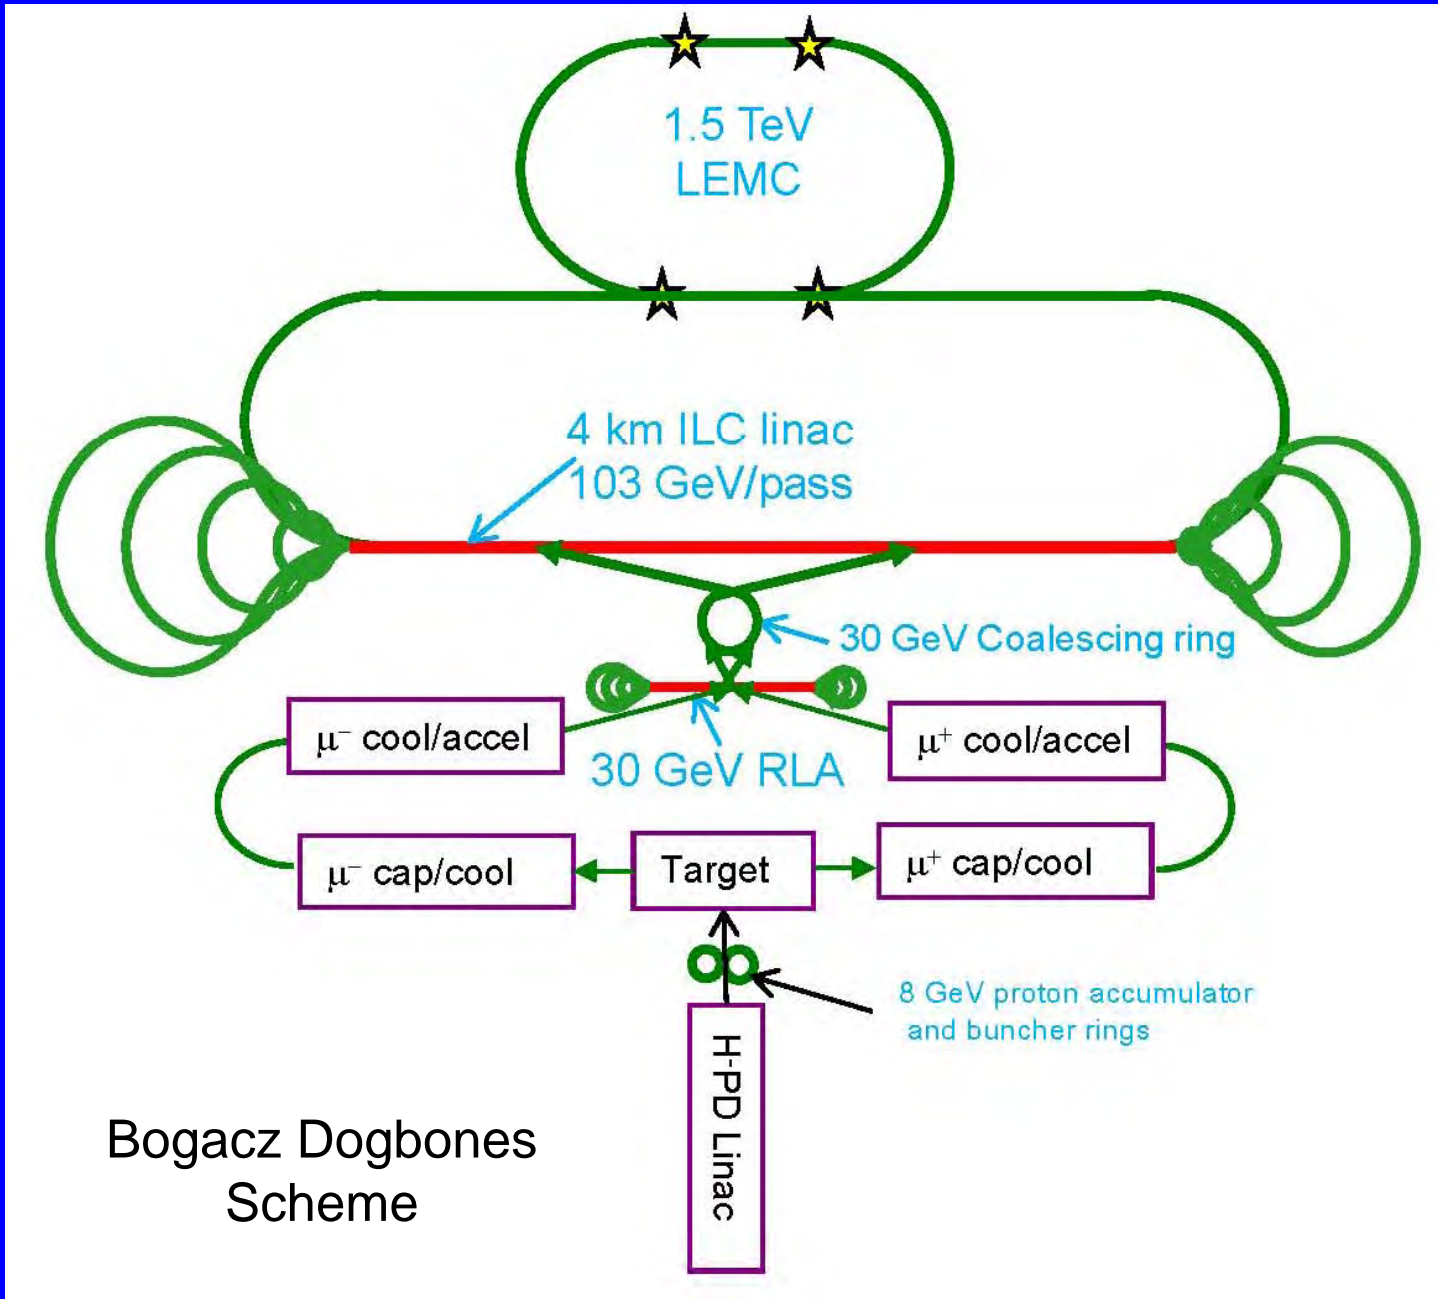 1.5 TeV
LEMC
4 km ILC linac
103 GeV/pass
30 GeV Coalescing ring
μ⁻ cool/accel
μ⁺ cool/accel
30 GeV RLA
μ⁻ cap/cool
Target
μ⁺ cap/cool
8 GeV proton accumulator
and buncher rings
H-PD Linac
Bogacz Dogbones
Scheme